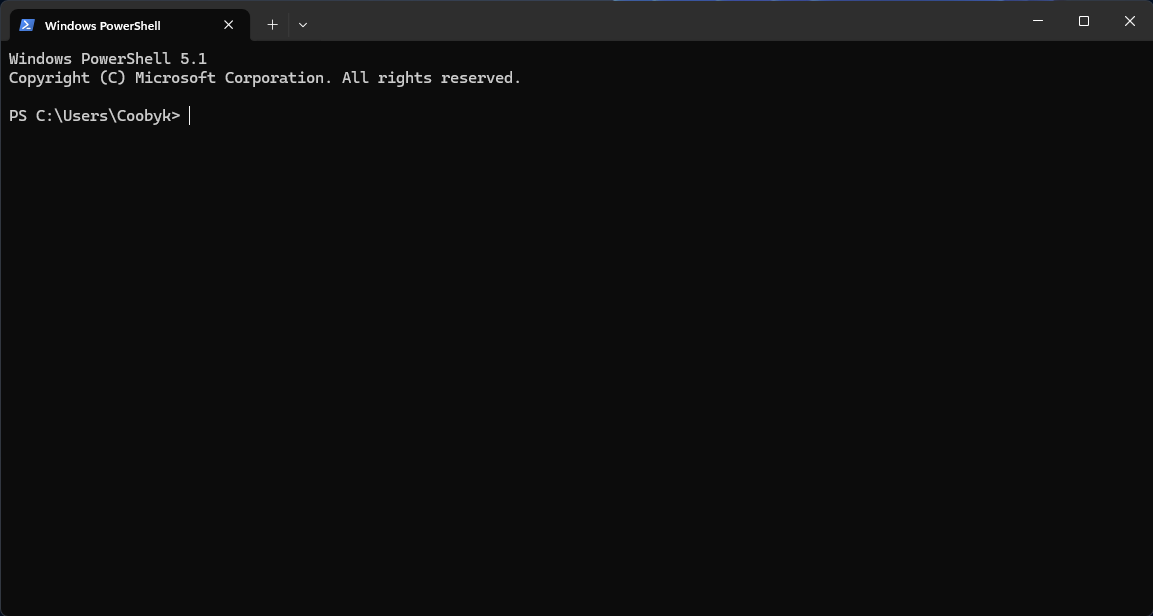 Windows PowerShell
Windows PowerShell 5.1
Copyright (C) Microsoft Corporation. All rights reserved.
PS C:\Users\Coobyk>